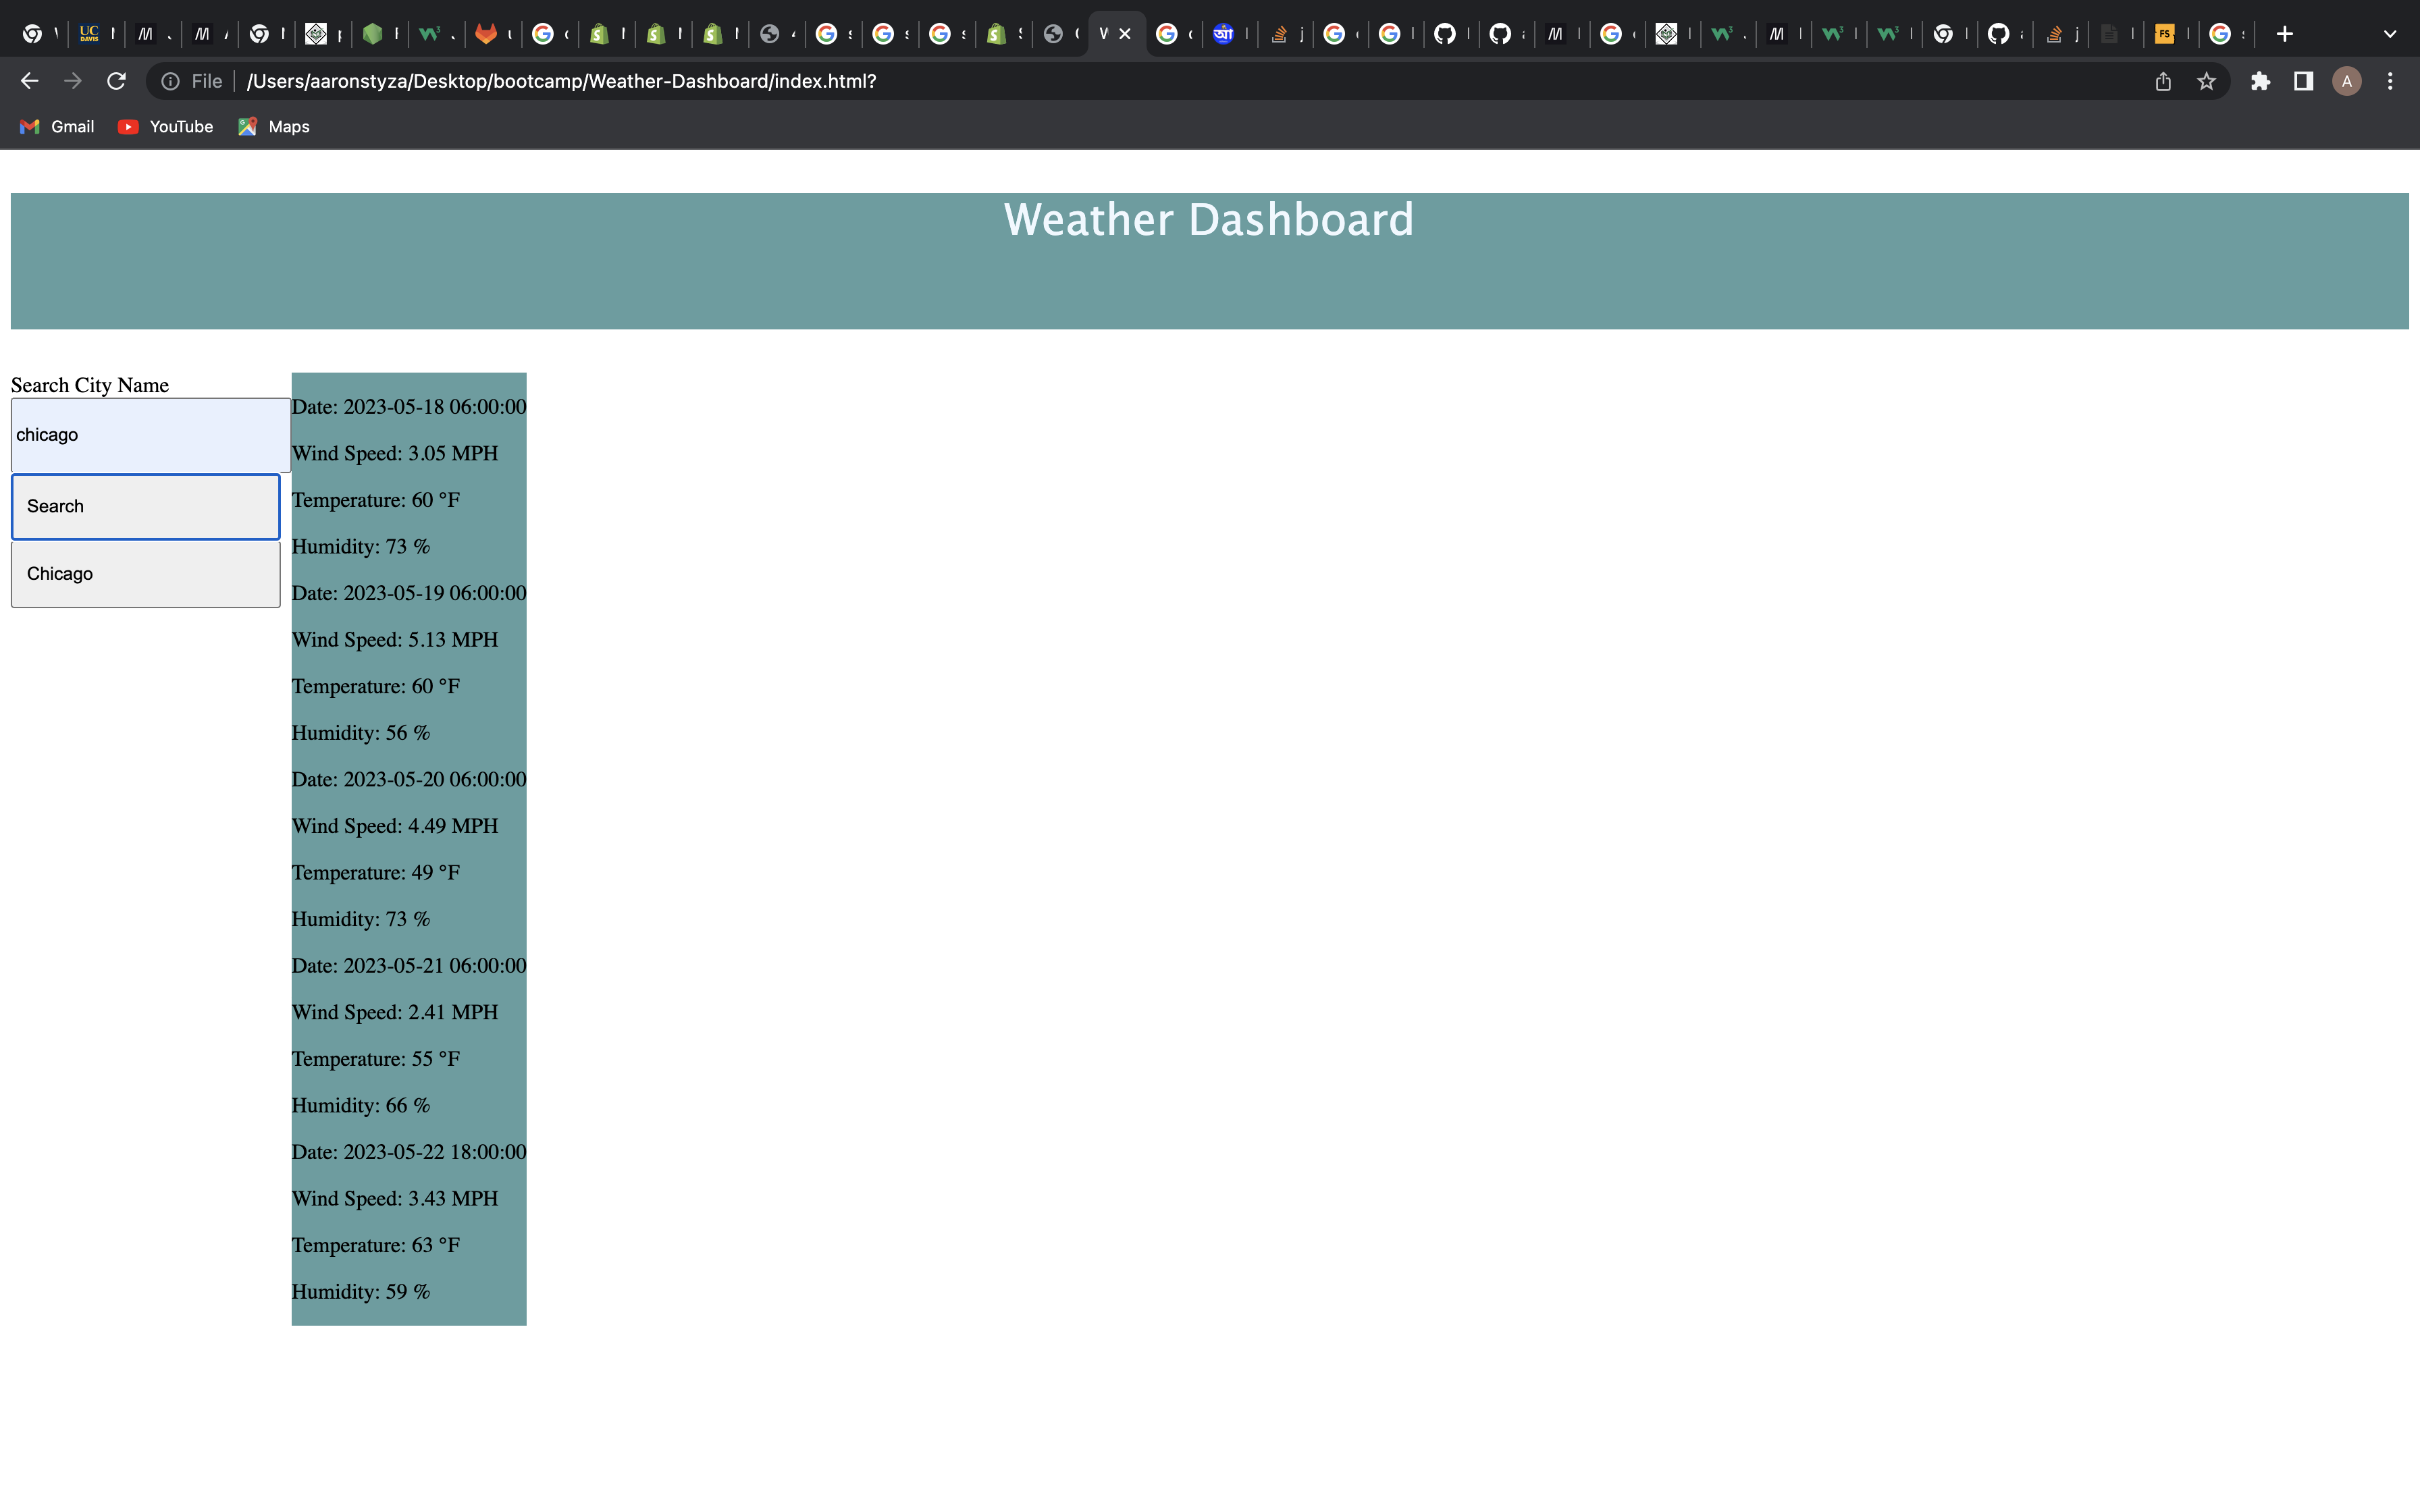 UC
DAVIS
File
/Users/aaronstyza/Desktop/bootcamp/Weather-Dashboard/index.html?
A
Gmail
YouTube
Maps
Weather Dashboard
Search City Name
chicago
Search
Chicago
Date: 2023-05-18 06:00:00
Wind Speed: 3.05 MPH
Temperature: 60 °F
Humidity: 73 %
Date: 2023-05-19 06:00:00
Wind Speed: 5.13 MPH
Temperature: 60 °F
Humidity: 56 %
Date: 2023-05-20 06:00:00
Wind Speed: 4.49 MPH
Temperature: 49 °F
Humidity: 73 %
Date: 2023-05-21 06:00:00
Wind Speed: 2.41 MPH
Temperature: 55 °F
Humidity: 66 %
Date: 2023-05-22 18:00:00
Wind Speed: 3.43 MPH
Temperature: 63 °F
Humidity: 59 %